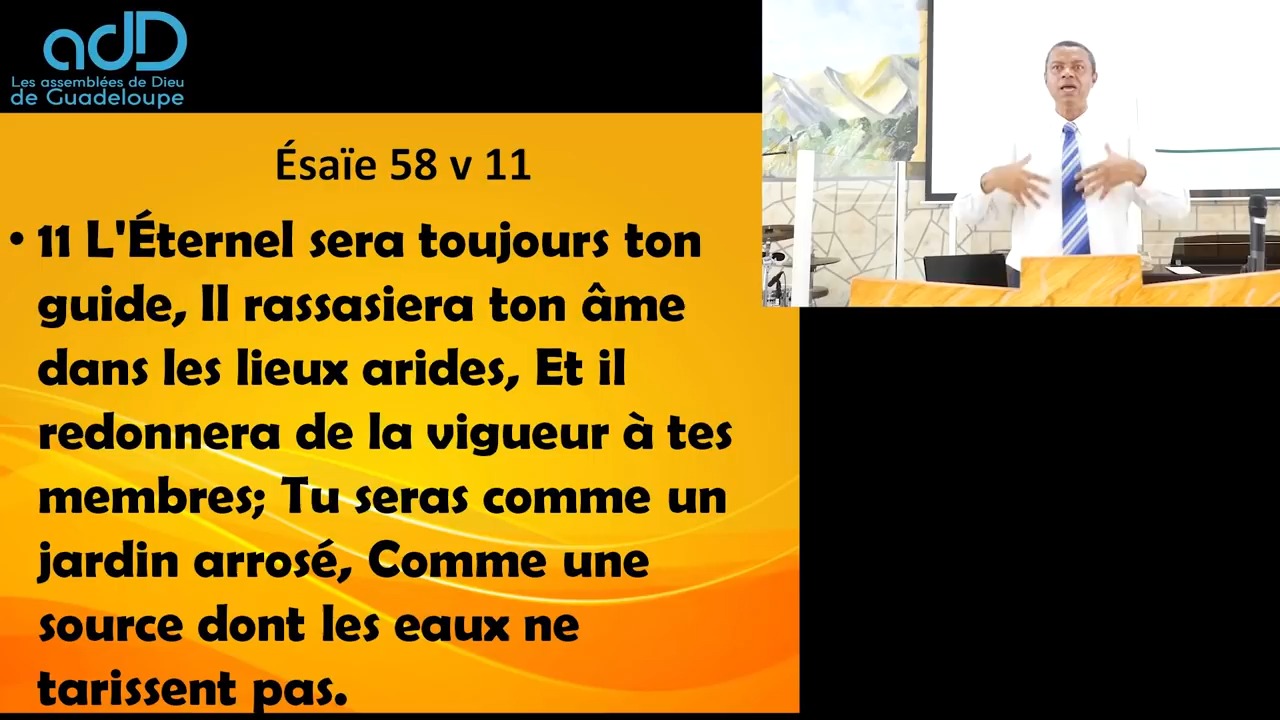 adD
Les assemblées de Dieu
de Guadeloupe
Ésaïe 58 v 11
• 11 L'Éternel sera toujours ton
guide, Il rassasiera ton âme
dans les lieux arides, Et il
redonnera de la vigueur à tes
membres; Tu seras comme un
jardin arrosé, Comme une
source dont les eaux ne
tarissent pas.